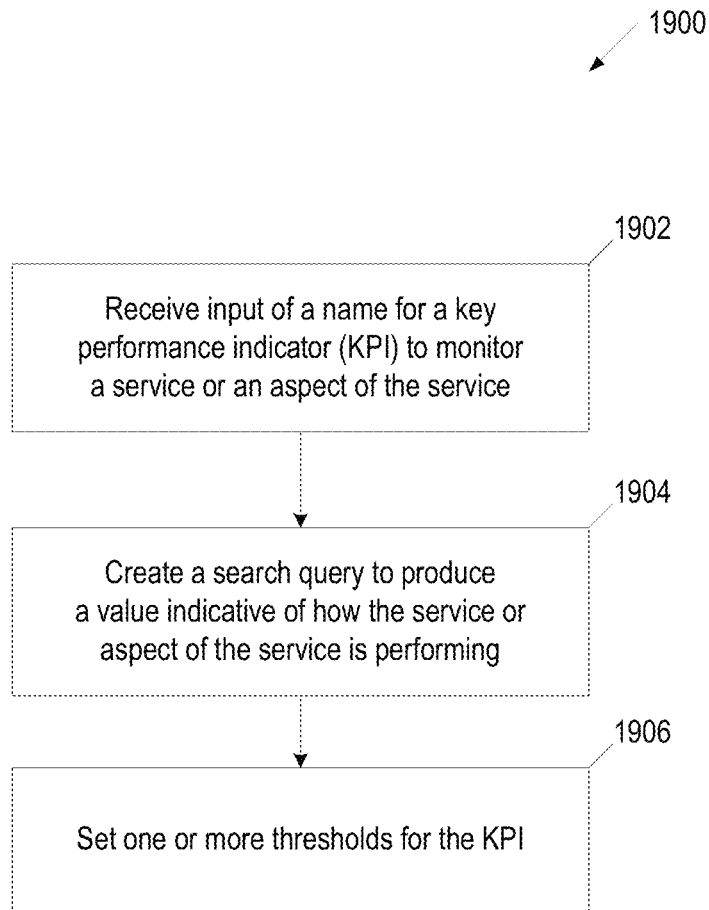 1900
1902
Receive input of a name for a key
performance indicator (KPI) to monitor
a service or an aspect of the service
1904
Create a search query to produce
a value indicative of how the service or
aspect of the service is performing
1906
Set one or more thresholds for the KPI